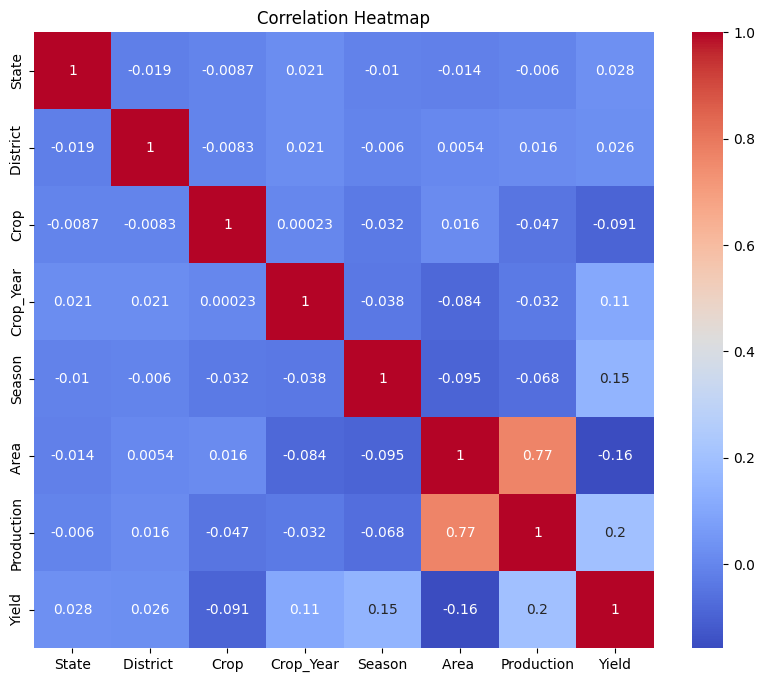 Correlation Heatmap
State 1 -0.019 -0.0087 0.021 -0.01 -0.014 -0.006 0.028
District -0.019 1 -0.0083 0.021 -0.006 0.0054 0.016 0.026
Crop -0.0087 -0.0083 1 0.00023 -0.032 0.016 -0.047 -0.091
Crop_Year 0.021 0.021 0.00023 1 -0.038 -0.084 -0.032 0.11
Season -0.01 -0.006 -0.032 -0.038 1 -0.095 -0.068 0.15
Area -0.014 0.0054 0.016 -0.084 -0.095 1 0.77 -0.16
Production -0.006 0.016 -0.047 -0.032 -0.068 0.77 1 0.2
Yield 0.028 0.026 -0.091 0.11 0.15 -0.16 0.2 1
State District Crop Crop_Year Season Area Production Yield
1.0
0.8
0.6
0.4
0.2
0.0